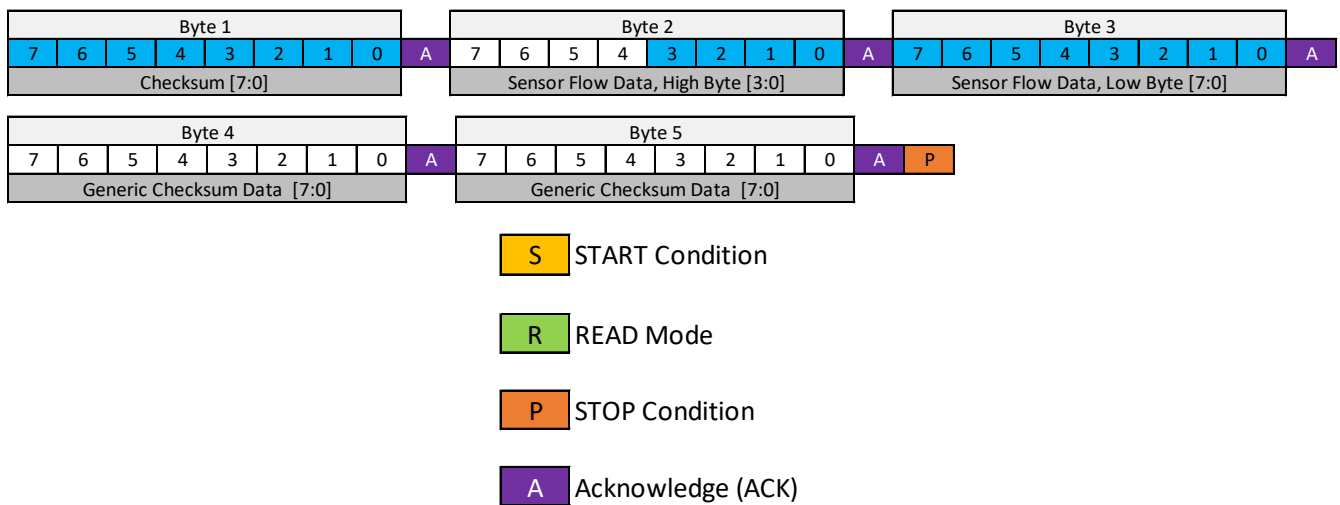 Byte 1 Byte 2 Byte 3
7 6 5 4 3 2 1 0 A 7 6 5 4 3 2 1 0 A 7 6 5 4 3 2 1 0 A
Checksum [7:0] Sensor Flow Data, High Byte [3:0] Sensor Flow Data, Low Byte [7:0]
Byte 4 Byte 5
7 6 5 4 3 2 1 0 A 7 6 5 4 3 2 1 0 A P
Generic Checksum Data [7:0] Generic Checksum Data [7:0]
S START Condition
R READ Mode
P STOP Condition
A Acknowledge (ACK)